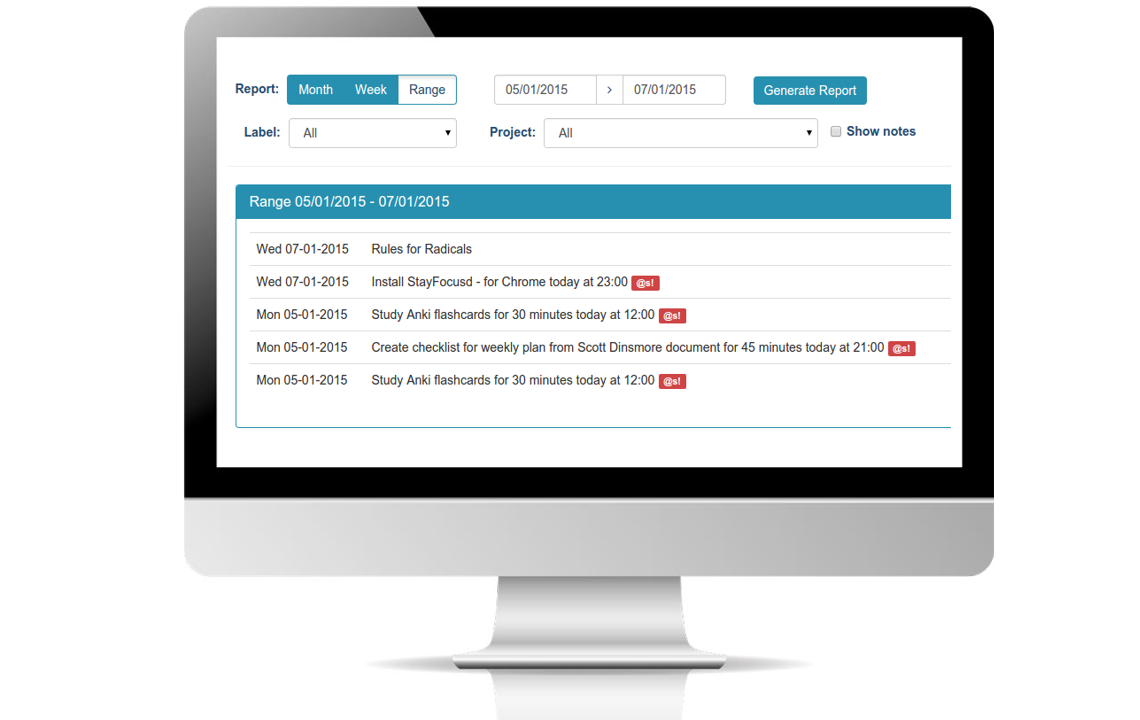 Report: Month Week Range 05/01/2015 > 07/01/2015 Generate Report
Label: All Project: All Show notes
Range 05/01/2015 - 07/01/2015
Wed 07-01-2015 Rules for Radicals
Wed 07-01-2015 Install StayFocusd - for Chrome today at 23:00 @s!
Mon 05-01-2015 Study Anki flashcards for 30 minutes today at 12:00 @s!
Mon 05-01-2015 Create checklist for weekly plan from Scott Dinsmore document for 45 minutes today at 21:00 @s!
Mon 05-01-2015 Study Anki flashcards for 30 minutes today at 12:00 @s!